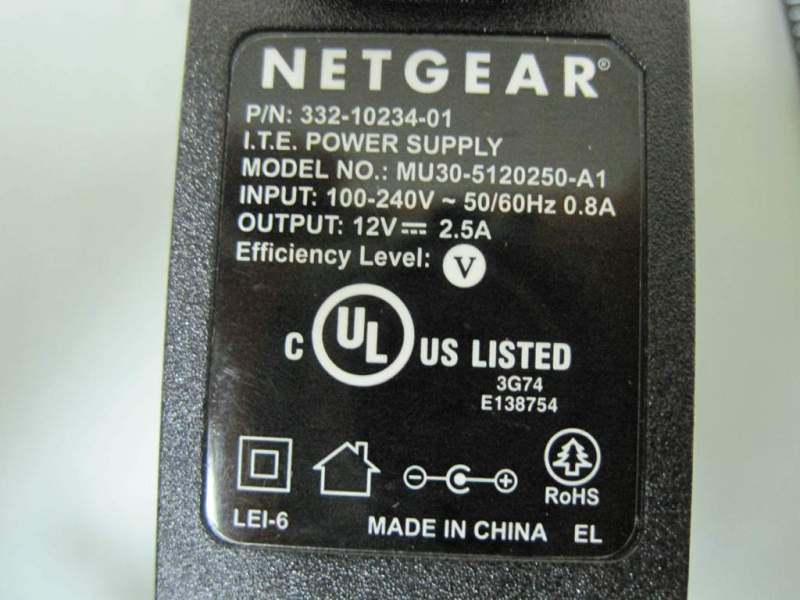 NETGEAR®
P/N: 332-10234-01
I.T.E. POWER SUPPLY
MODEL NO.: MU30-5120250-A1
INPUT: 100-240V ~ 50/60Hz 0.8A
OUTPUT: 12V⎓ 2.5A
Efficiency Level: V
C UL US LISTED
3G74
E138754
RoHS
LEI-6 MADE IN CHINA EL